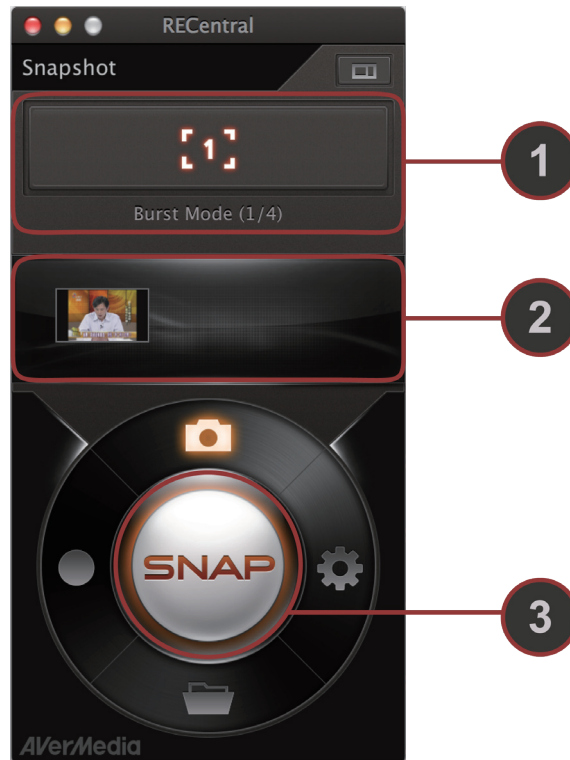 RECentral
Snapshot
1
1
Burst Mode (1/4)
2
SNAP
3
AVerMedia